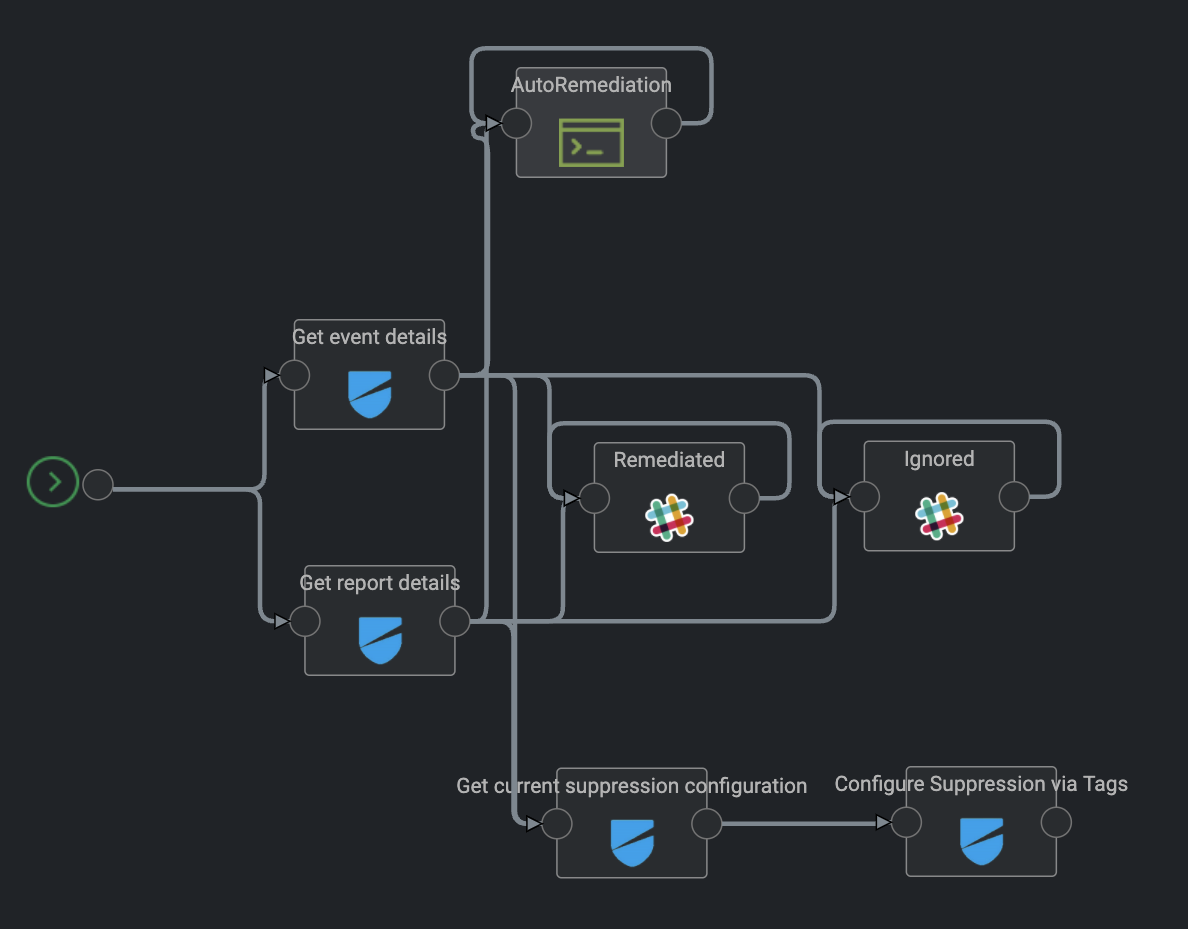 AutoRemediation
Get event details
Remediated
Ignored
Get report details
Get current suppression configuration
Configure Suppression via Tags